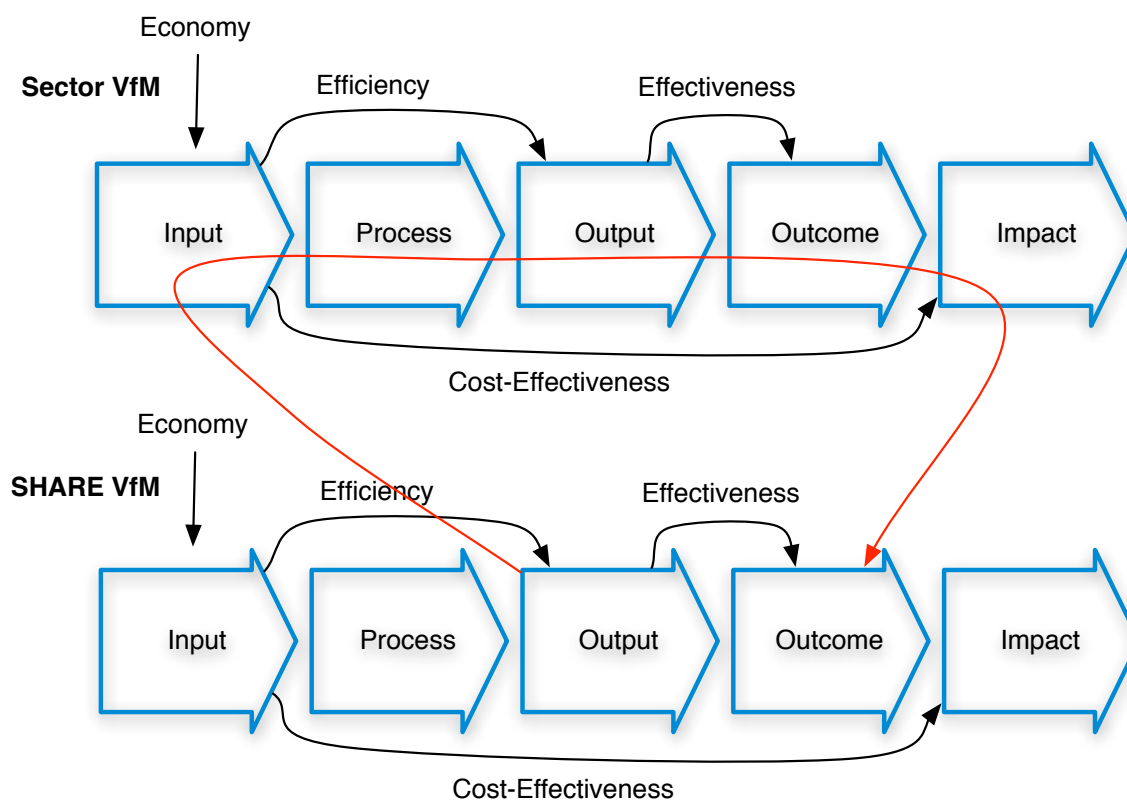 Economy
Sector VfM
Efficiency
Effectiveness
Input
Process
Output
Outcome
Impact
Cost-Effectiveness
Economy
SHARE VfM
Efficiency
Effectiveness
Input
Process
Output
Outcome
Impact
Cost-Effectiveness